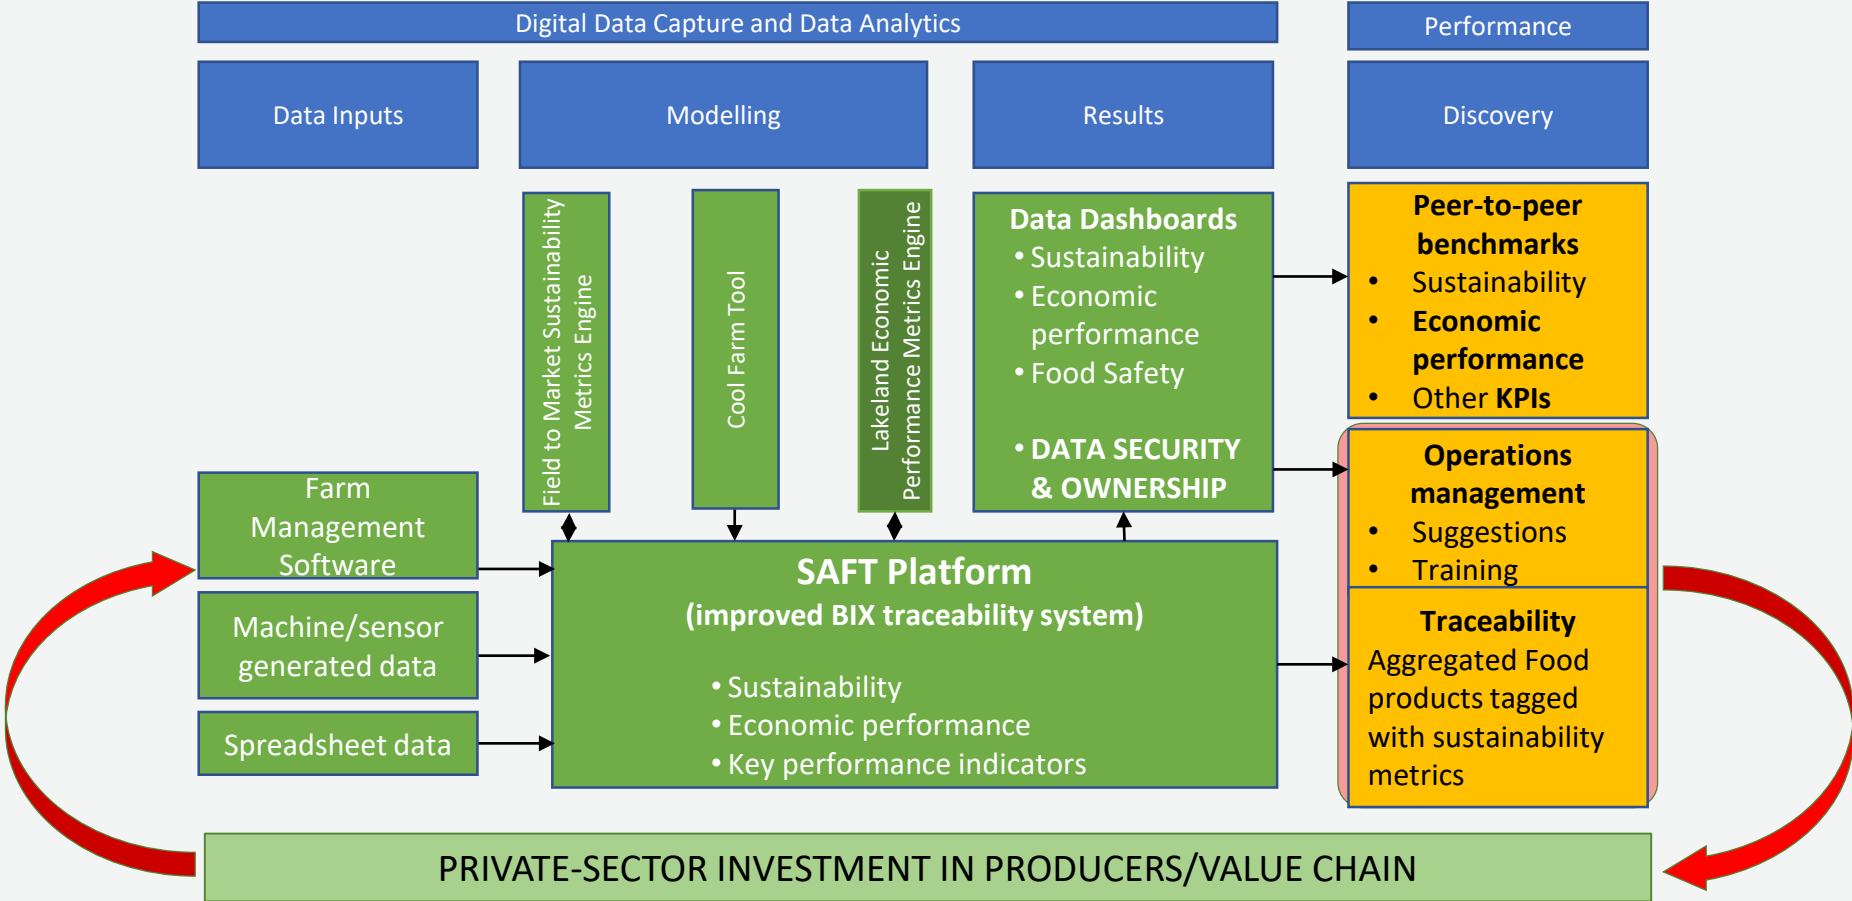 Digital Data Capture and Data Analytics
Performance
Data Inputs
Modelling
Results
Discovery
Field to Market Sustainability
Metrics Engine
Cool Farm Tool
Lakeland Economic
Performance Metrics Engine
Data Dashboards
• Sustainability
• Economic
performance
• Food Safety
• DATA SECURITY
& OWNERSHIP
Peer-to-peer
benchmarks
• Sustainability
• Economic
performance
• Other KPIs
Operations
management
• Suggestions
• Training
Traceability
Aggregated Food
products tagged
with sustainability
metrics
Farm
Management
Software
Machine/sensor
generated data
Spreadsheet data
SAFT Platform
(improved BIX traceability system)
• Sustainability
• Economic performance
• Key performance indicators
PRIVATE-SECTOR INVESTMENT IN PRODUCERS/VALUE CHAIN